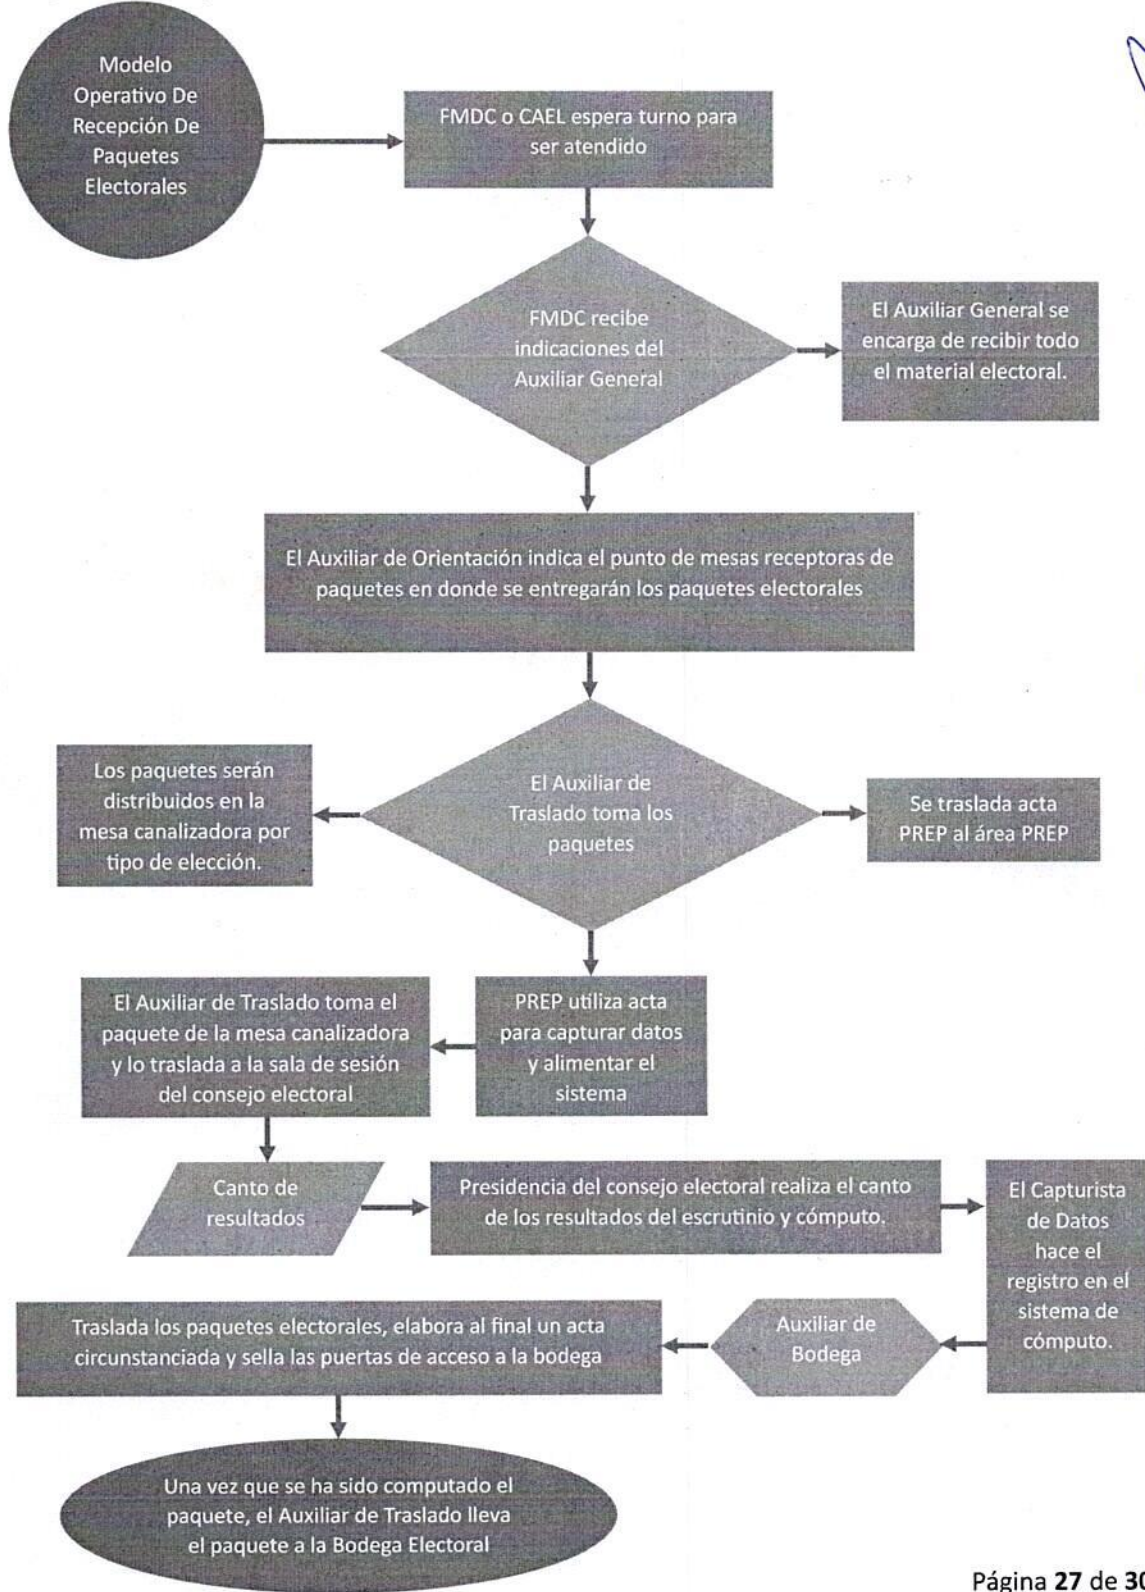 Modelo
Operativo De
Recepción De
Paquetes
Electorales
FMDC o CAEL espera turno para
ser atendido
FMDC recibe
indicaciones del
Auxiliar General
El Auxiliar General se
encarga de recibir todo
el material electoral.
El Auxiliar de Orientación indica el punto de mesas receptoras de
paquetes en donde se entregarán los paquetes electorales
Los paquetes serán
distribuidos en la
mesa canalizadora por
tipo de elección.
El Auxiliar de
Traslado toma los
paquetes
Se traslada acta
PREP al área PREP
El Auxiliar de Traslado toma el
paquete de la mesa canalizadora
y lo traslada a la sala de sesión
del consejo electoral
PREP utiliza acta
para capturar datos
y alimentar el
sistema
Canto de
resultados
Presidencia del consejo electoral realiza el canto
de los resultados del escrutinio y cómputo.
El Capturista
de Datos
hace el
registro en el
sistema de
cómputo.
Traslada los paquetes electorales, elabora al final un acta
circunstanciada y sella las puertas de acceso a la bodega
Auxiliar de
Bodega
Una vez que se ha sido computado el
paquete, el Auxiliar de Traslado lleva
el paquete a la Bodega Electoral
Página 27 de 30